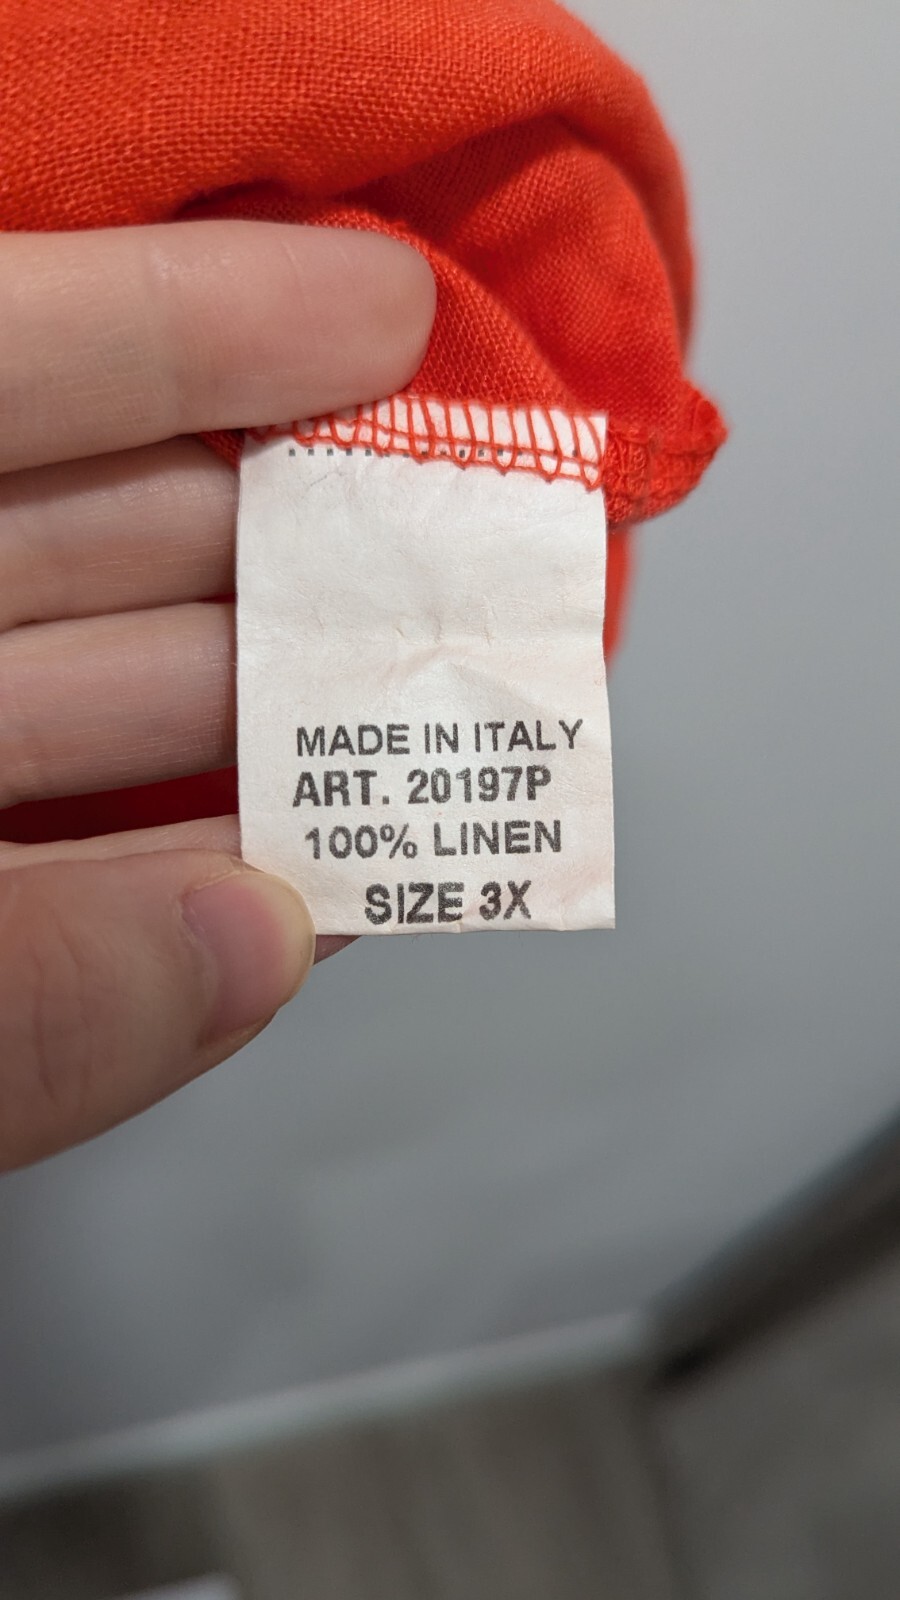 MADE IN ITALY
ART. 20197P
100% LINEN
SIZE 3X